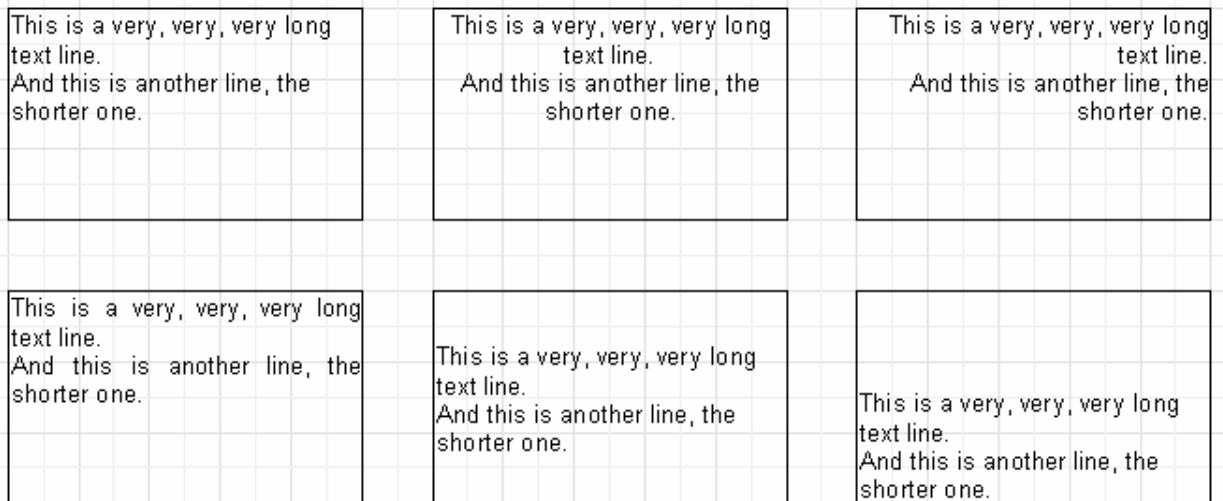 This is a very, very, very long
text line.
And this is another line, the
shorter one.
This is a very, very, very long
text line.
And this is another line, the
shorter one.
This is a very, very, very long
text line.
And this is another line, the
shorter one.
This is a very, very, very long
text line.
And this is another line, the
shorter one.
This is a very, very, very long
text line.
And this is another line, the
shorter one.
This is a very, very, very long
text line.
And this is another line, the
shorter one.